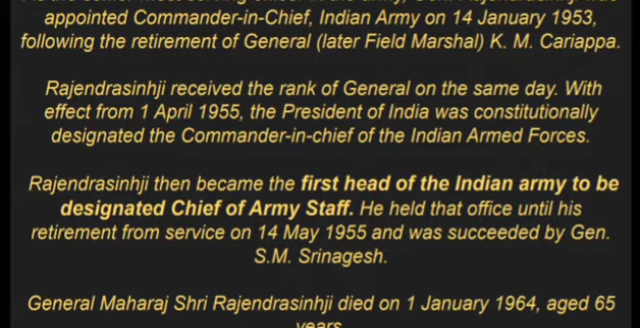 appointed Commander-in-Chief, Indian Army on 14 January 1953,
following the retirement of General (later Field Marshal) K. M. Cariappa.
Rajendrasinhji received the rank of General on the same day. With
effect from 1 April 1955, the President of India was constitutionally
designated the Commander-in-chief of the Indian Armed Forces.
Rajendrasinhji then became the first head of the Indian army to be
designated Chief of Army Staff. He held that office until his
retirement from service on 14 May 1955 and was succeeded by Gen.
S.M. Srinagesh.
General Maharaj Shri Rajendrasinhji died on 1 January 1964, aged 65
years